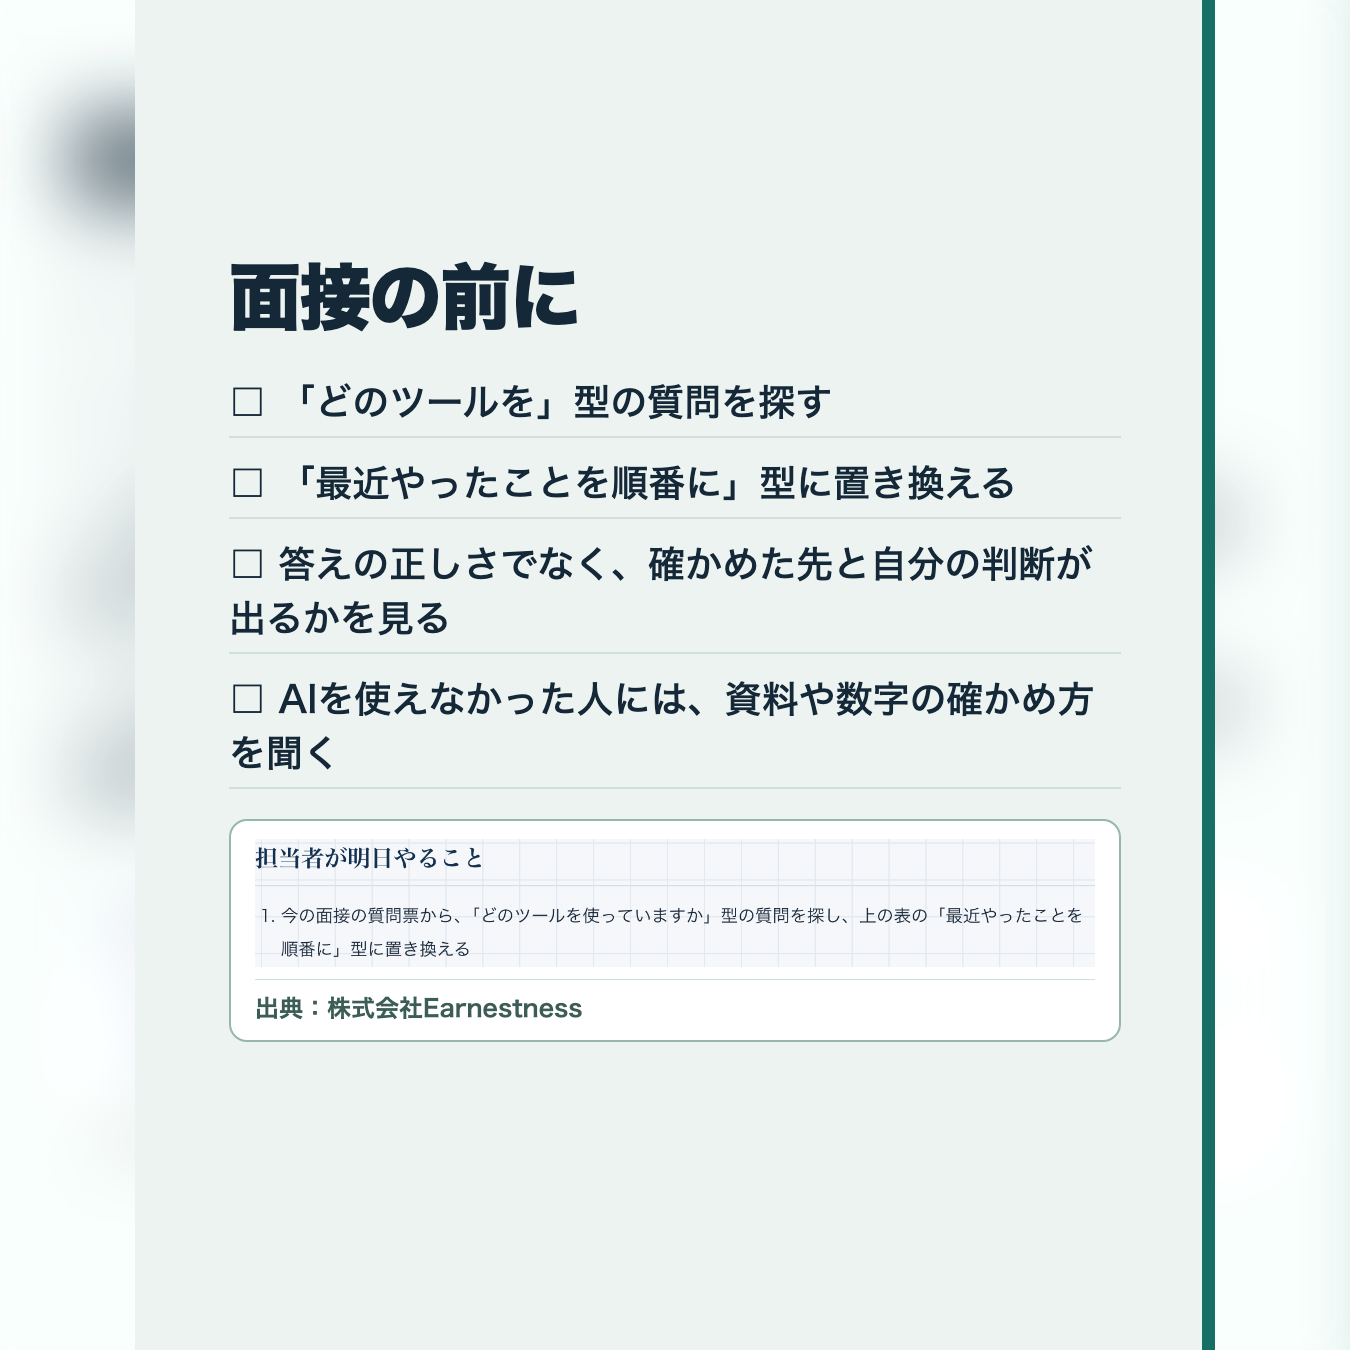 面接の前に
□ 「どのツールを」型の質問を探す
□ 「最近やったことを順番に」型に置き換える
□ 答えの正しさでなく、確かめた先と自分の判断が
出るかを見る
□ AIを使えなかった人には、資料や数字の確かめ方
を聞く
担当者が明日やること
1. 今の面接の質問票から、「どのツールを使っていますか」型の質問を探し、上の表の「最近やったことを
順番に」型に置き換える
出典：株式会社Earnestness